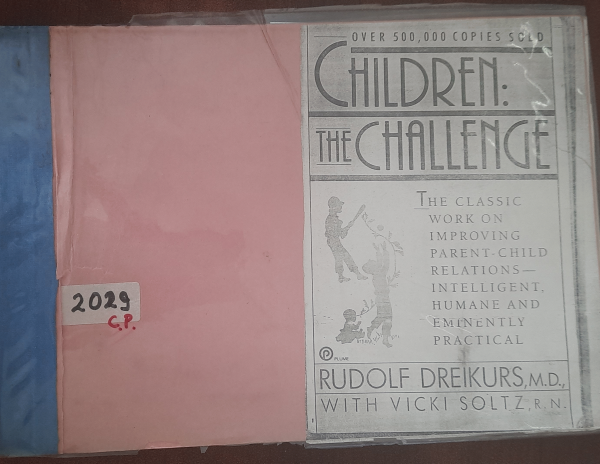 2029
C.P.
OVER 500,000 COPIES SOLD
CHILDREN:
THE CHALLENGE
THE CLASSIC
WORK ON
IMPROVING
PARENT-CHILD
RELATIONS—
INTELLIGENT,
HUMANE AND
EMINENTLY
PRACTICAL
PLUME
RUDOLF DREIKURS, M.D.,
WITH VICKI SOLTZ, R.N.